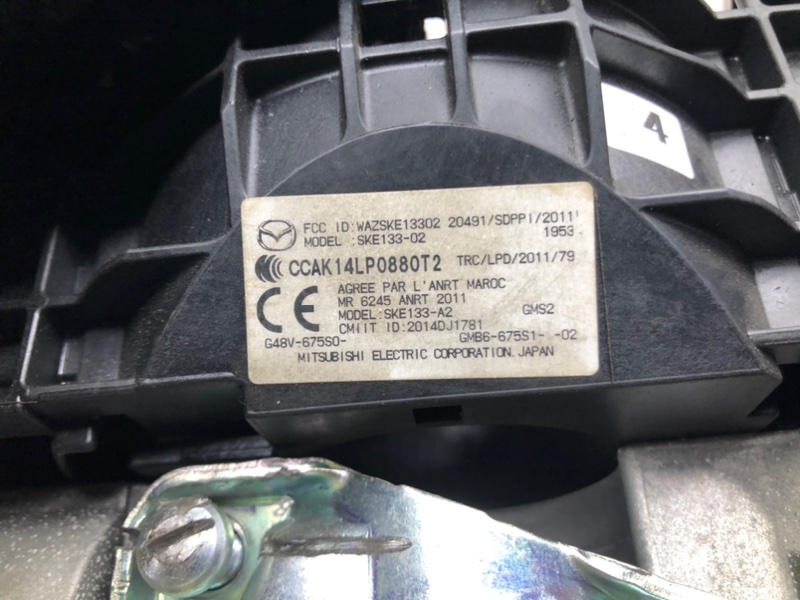 4
FCC ID:WAZSKE13302 20491/SDPPI/2011
MODEL :SKE133-02 1953
CCAK14LP0880T2 TRC/LPD/2011/79
CE AGREE PAR L'ANRT MAROC
MR 6245 ANRT 2011
MODEL:SKE133-A2 GMS2
CMIIT ID:2014DJ1781
G48V-675S0- GMB6-675S1- -02
MITSUBISHI ELECTRIC CORPORATION. JAPAN